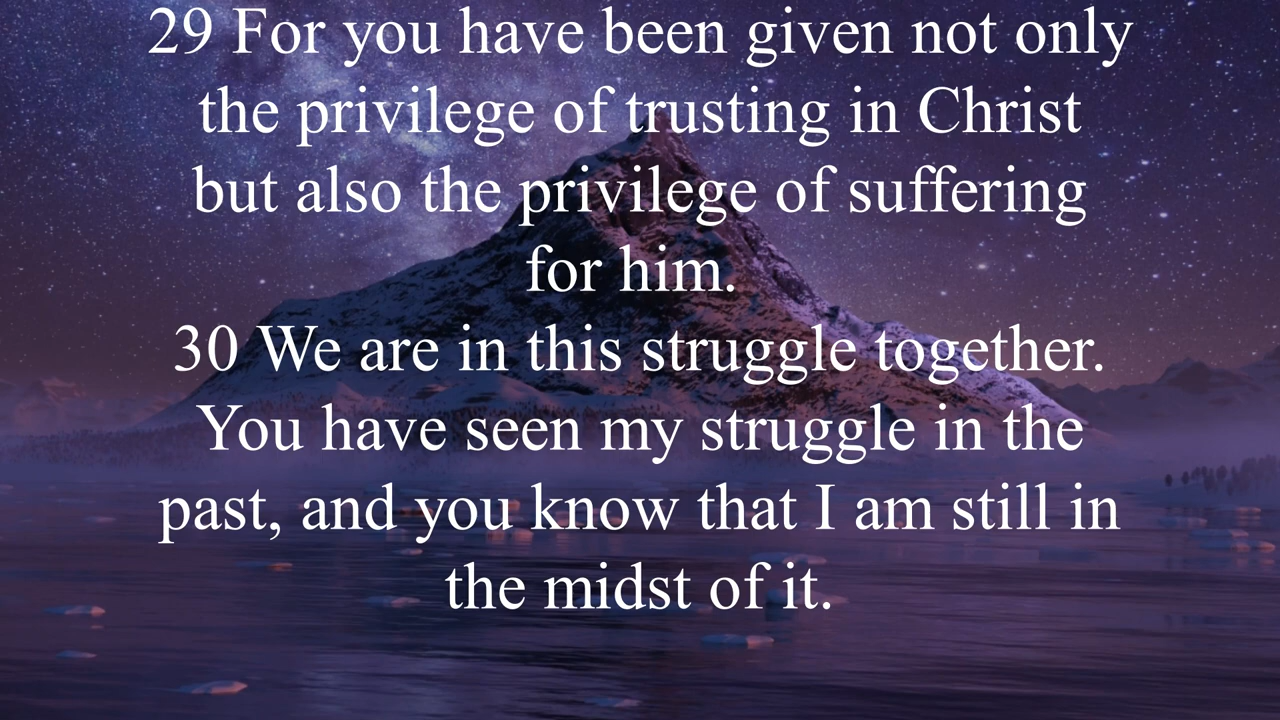 29 For you have been given not only
the privilege of trusting in Christ
but also the privilege of suffering
for him.
30 We are in this struggle together.
You have seen my struggle in the
past, and you know that I am still in
the midst of it.